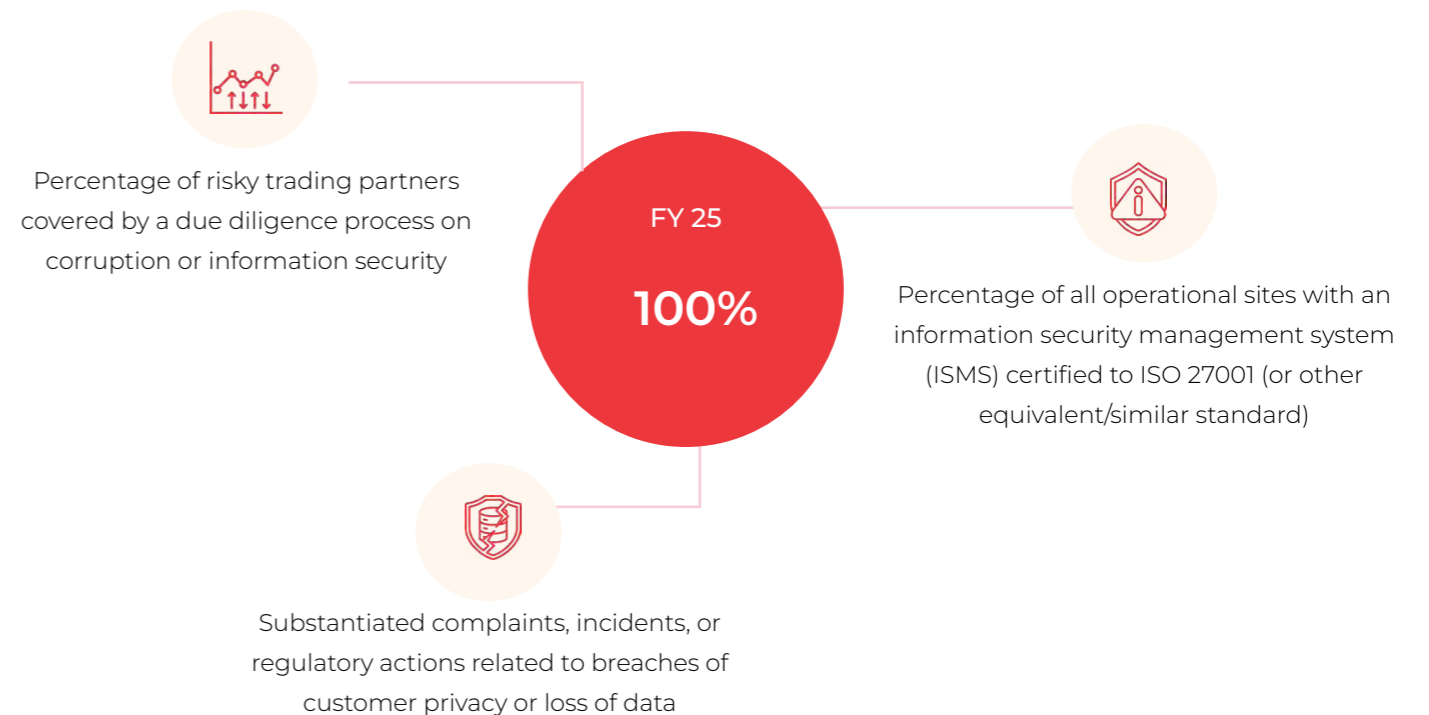 Percentage of risky trading partners
covered by a due diligence process on
corruption or information security
FY 25
100%
Percentage of all operational sites with an
information security management system
(ISMS) certified to ISO 27001 (or other
equivalent/similar standard)
Substantiated complaints, incidents, or
regulatory actions related to breaches of
customer privacy or loss of data